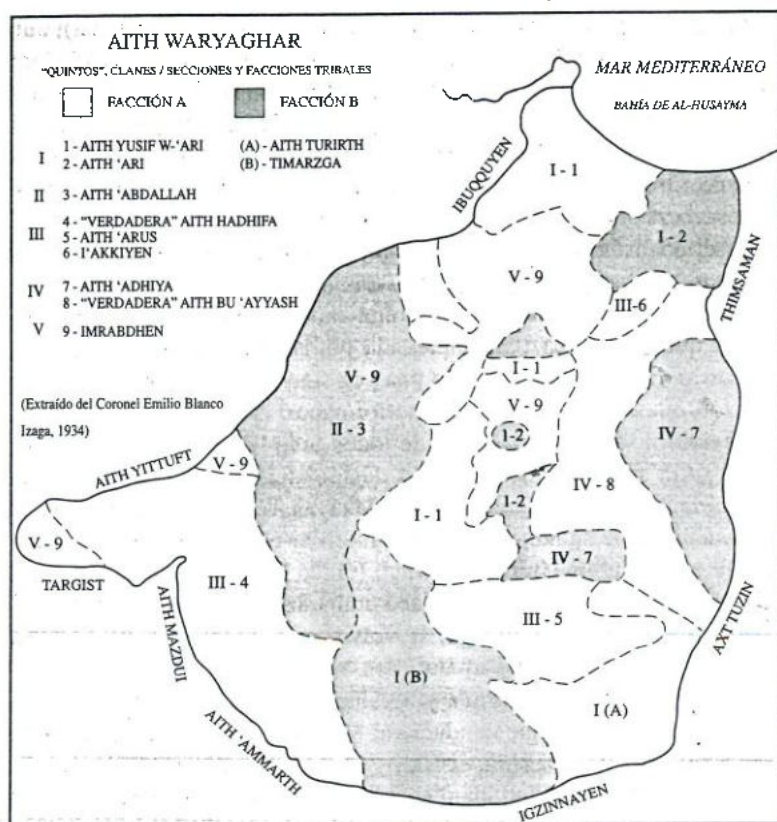 AITH WARYAGHAR
"QUINTOS", CLANES / SECCIONES Y FACCIONES TRIBALES
FACCIÓN A
FACCIÓN B
I
1 - AITH YUSIF W-'ARI
2 - AITH 'ARI
(A) - AITH TURIRTH
(B) - TIMARZGA
II
3 - AITH 'ABDALLAH
III
4 - "VERDADERA" AITH HADHIFA
5 - AITH 'ARUS
6 - I'AKKIYEN
IV
7 - AITH 'ADHIYA
8 - "VERDADERA" AITH BU 'AYYASH
V
9 - IMRABDHEN
(Extraído del Coronel Emilio Blanco
Izaga, 1934)
MAR MEDITERRÁNEO
BAHÍA DE AL-HUSAYMA
IBUQQUYEN
THIMSAMAN
AXT TUZIN
IGZINNAYEN
AITH 'AMMARTH
AITH MAZDUI
TARGIST
AITH YITTUFT
I - 1
I - 2
V - 9
III-6
I - 1
V - 9
V - 9
1-2
IV - 7
II - 3
V - 9
IV - 8
1-2
I - 1
V - 9
IV - 7
III - 4
III - 5
I (B)
I (A)